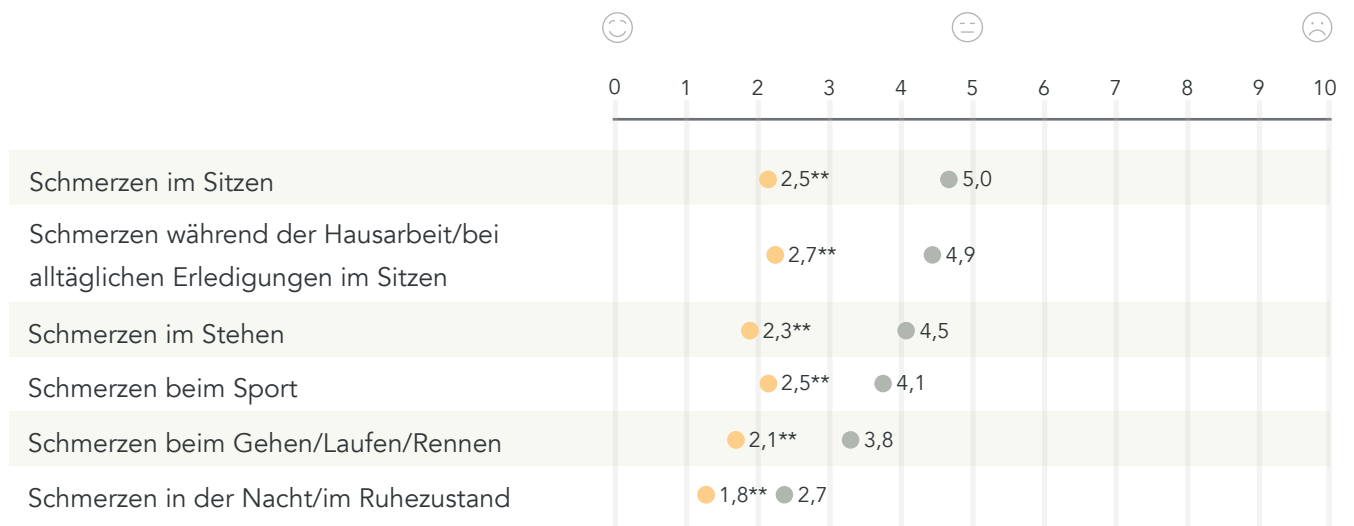 0 1 2 3 4 5 6 7 8 9 10
Schmerzen im Sitzen 2,5** 5,0
Schmerzen während der Hausarbeit/bei
alltäglichen Erledigungen im Sitzen 2,7** 4,9
Schmerzen im Stehen 2,3** 4,5
Schmerzen beim Sport 2,5** 4,1
Schmerzen beim Gehen/Laufen/Rennen 2,1** 3,8
Schmerzen in der Nacht/im Ruhezustand 1,8** 2,7